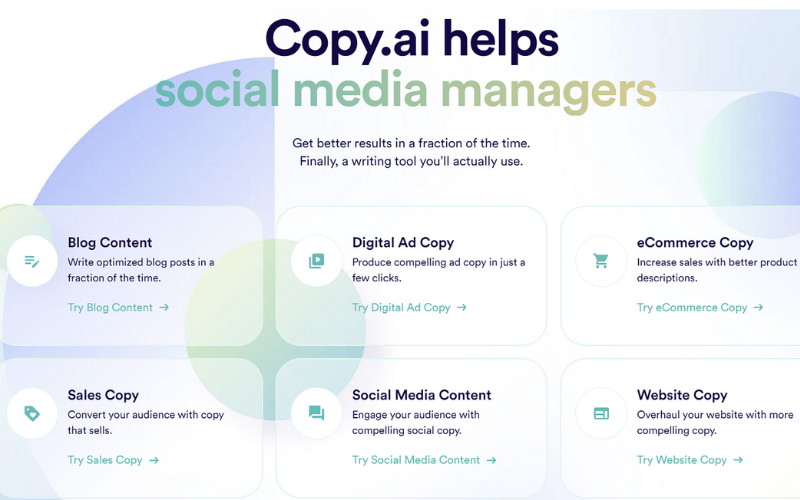 Copy.ai helps
social media managers
Get better results in a fraction of the time.
Finally, a writing tool you'll actually use.
Blog Content
Write optimized blog posts in a
fraction of the time.
Try Blog Content →
Digital Ad Copy
Produce compelling ad copy in just a
few clicks.
Try Digital Ad Copy →
eCommerce Copy
Increase sales with better product
descriptions.
Try eCommerce Copy →
Sales Copy
Convert your audience with copy
that sells.
Try Sales Copy →
Social Media Content
Engage your audience with
compelling social copy.
Try Social Media Content →
Website Copy
Overhaul your website with more
compelling copy.
Try Website Copy →